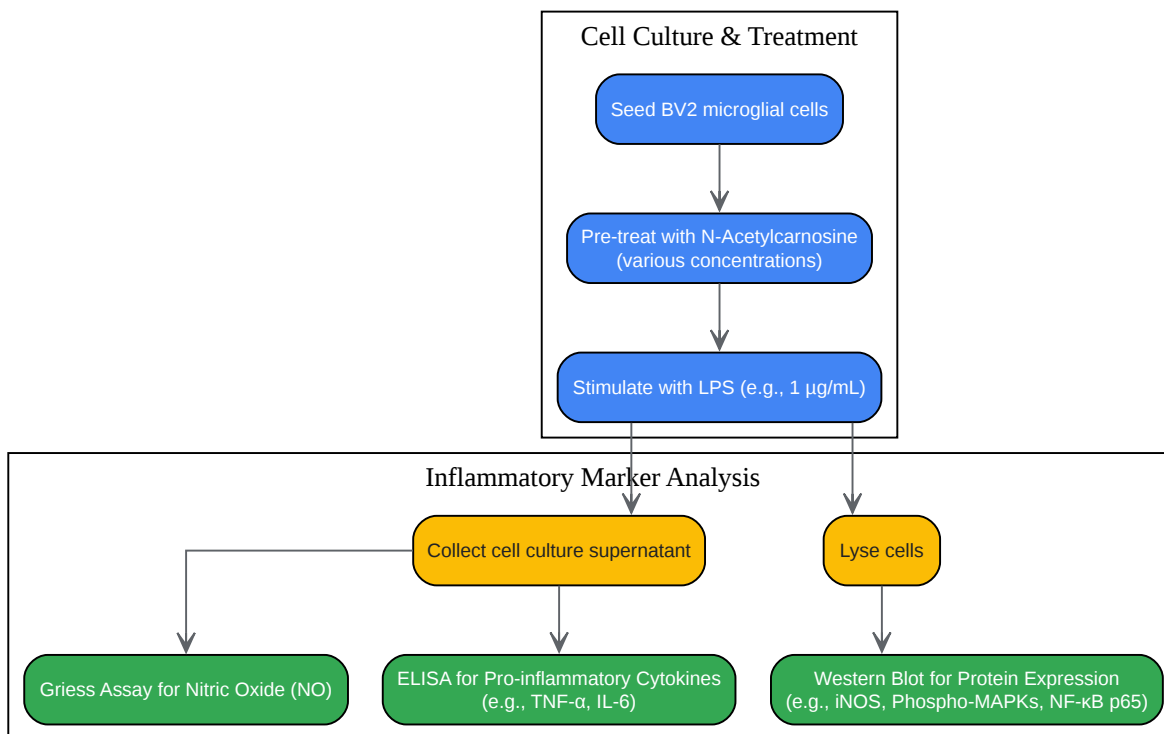 Cell Culture & Treatment
Seed BV2 microglial cells
Pre-treat with N-Acetylcarnosine
(various concentrations)
Stimulate with LPS (e.g., 1 µg/mL)
Inflammatory Marker Analysis
Collect cell culture supernatant
Lyse cells
Griess Assay for Nitric Oxide (NO)
ELISA for Pro-inflammatory Cytokines
(e.g., TNF-α, IL-6)
Western Blot for Protein Expression
(e.g., iNOS, Phospho-MAPKs, NF-κB p65)